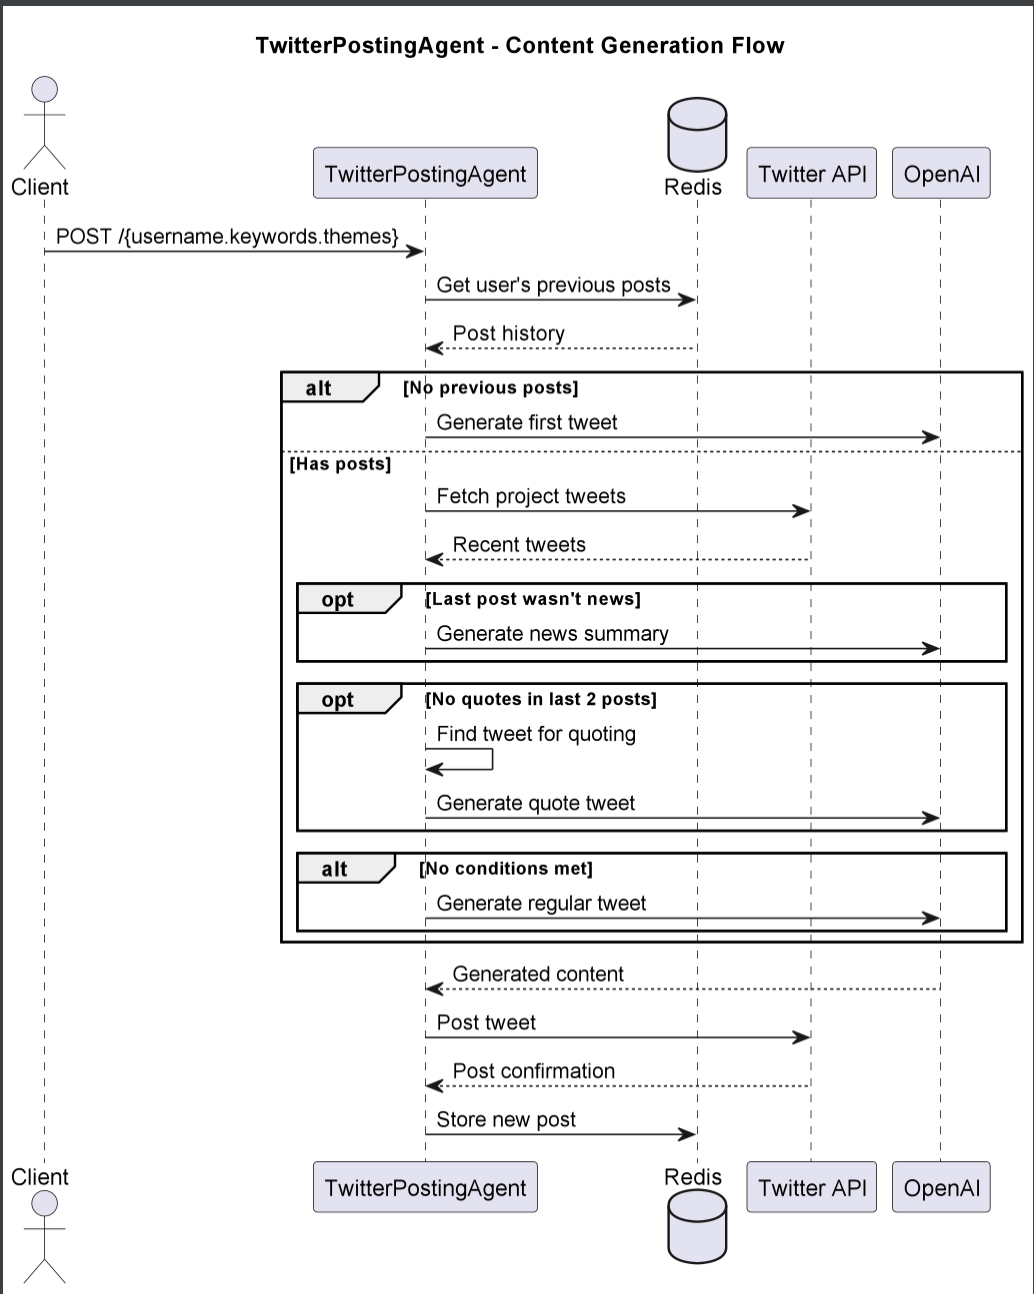 TwitterPostingAgent - Content Generation Flow
Client
TwitterPostingAgent
Redis
Twitter API
OpenAI
POST /{username.keywords.themes}
Get user's previous posts
Post history
alt [No previous posts]
Generate first tweet
[Has posts]
Fetch project tweets
Recent tweets
opt [Last post wasn't news]
Generate news summary
opt [No quotes in last 2 posts]
Find tweet for quoting
Generate quote tweet
alt [No conditions met]
Generate regular tweet
Generated content
Post tweet
Post confirmation
Store new post
Client
TwitterPostingAgent
Redis
Twitter API
OpenAI